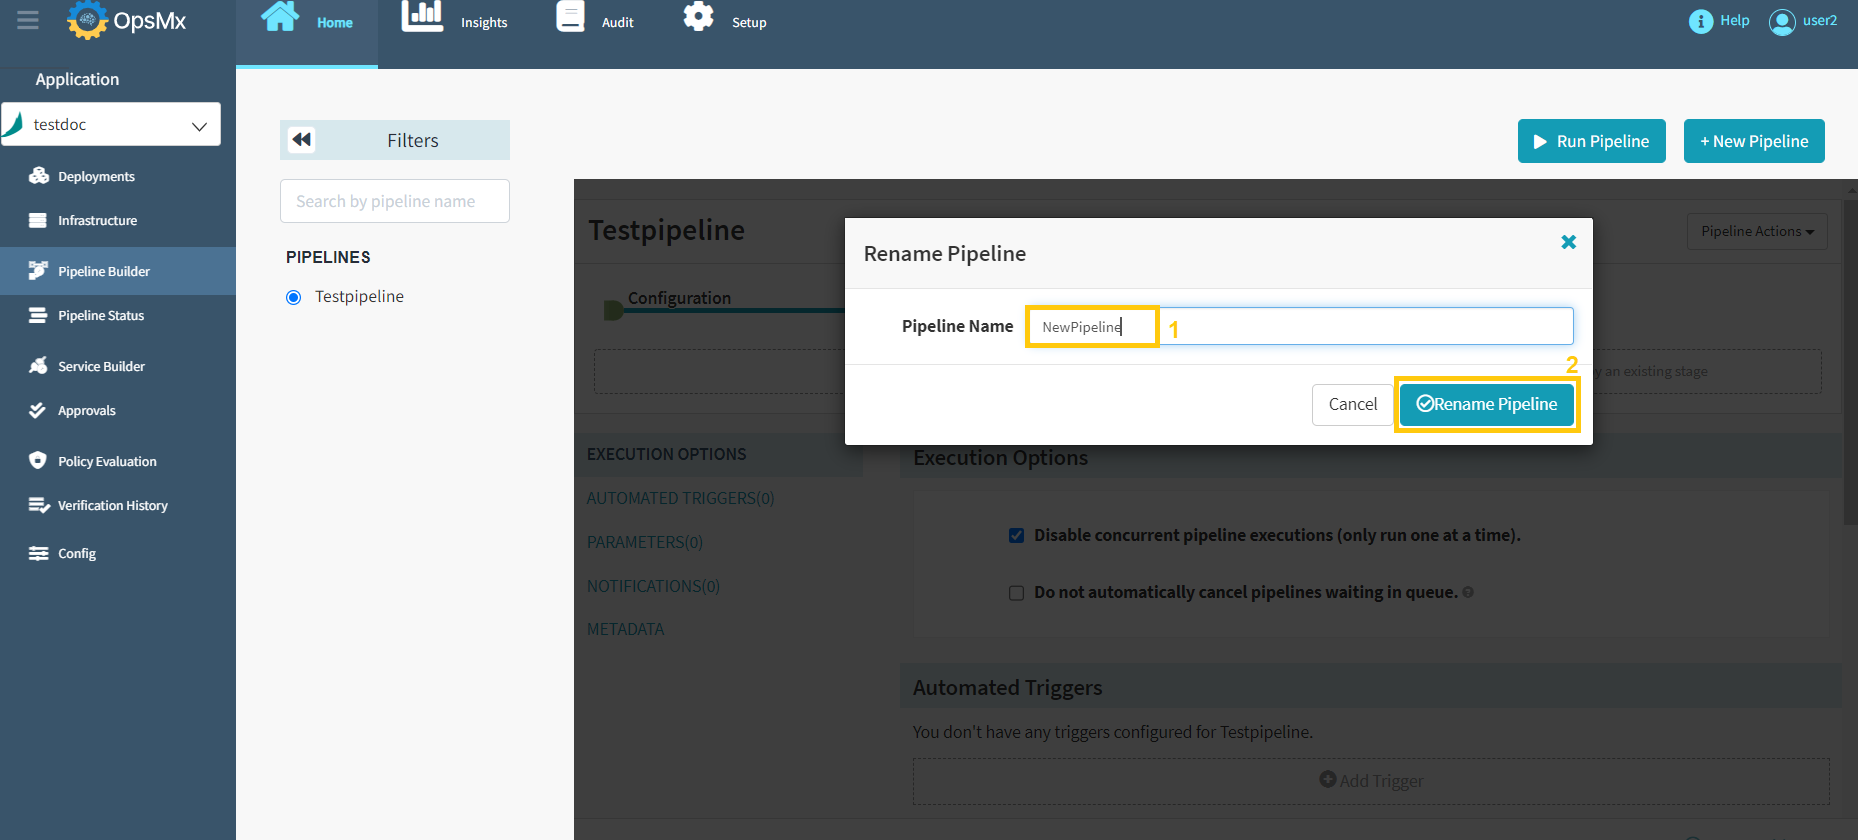 OpsMx
Home
Insights
Audit
Setup
Help
user2
Application
testdoc
Deployments
Infrastructure
Pipeline Builder
Pipeline Status
Service Builder
Approvals
Policy Evaluation
Verification History
Config
Filters
Search by pipeline name
PIPELINES
Testpipeline
Run Pipeline
+ New Pipeline
Testpipeline
Pipeline Actions
Configuration
y an existing stage
Rename Pipeline
Pipeline Name
NewPipeline
1
2
Cancel
Rename Pipeline
EXECUTION OPTIONS
AUTOMATED TRIGGERS(0)
PARAMETERS(0)
NOTIFICATIONS(0)
METADATA
Execution Options
Disable concurrent pipeline executions (only run one at a time).
Do not automatically cancel pipelines waiting in queue.
Automated Triggers
You don't have any triggers configured for Testpipeline.
Add Trigger